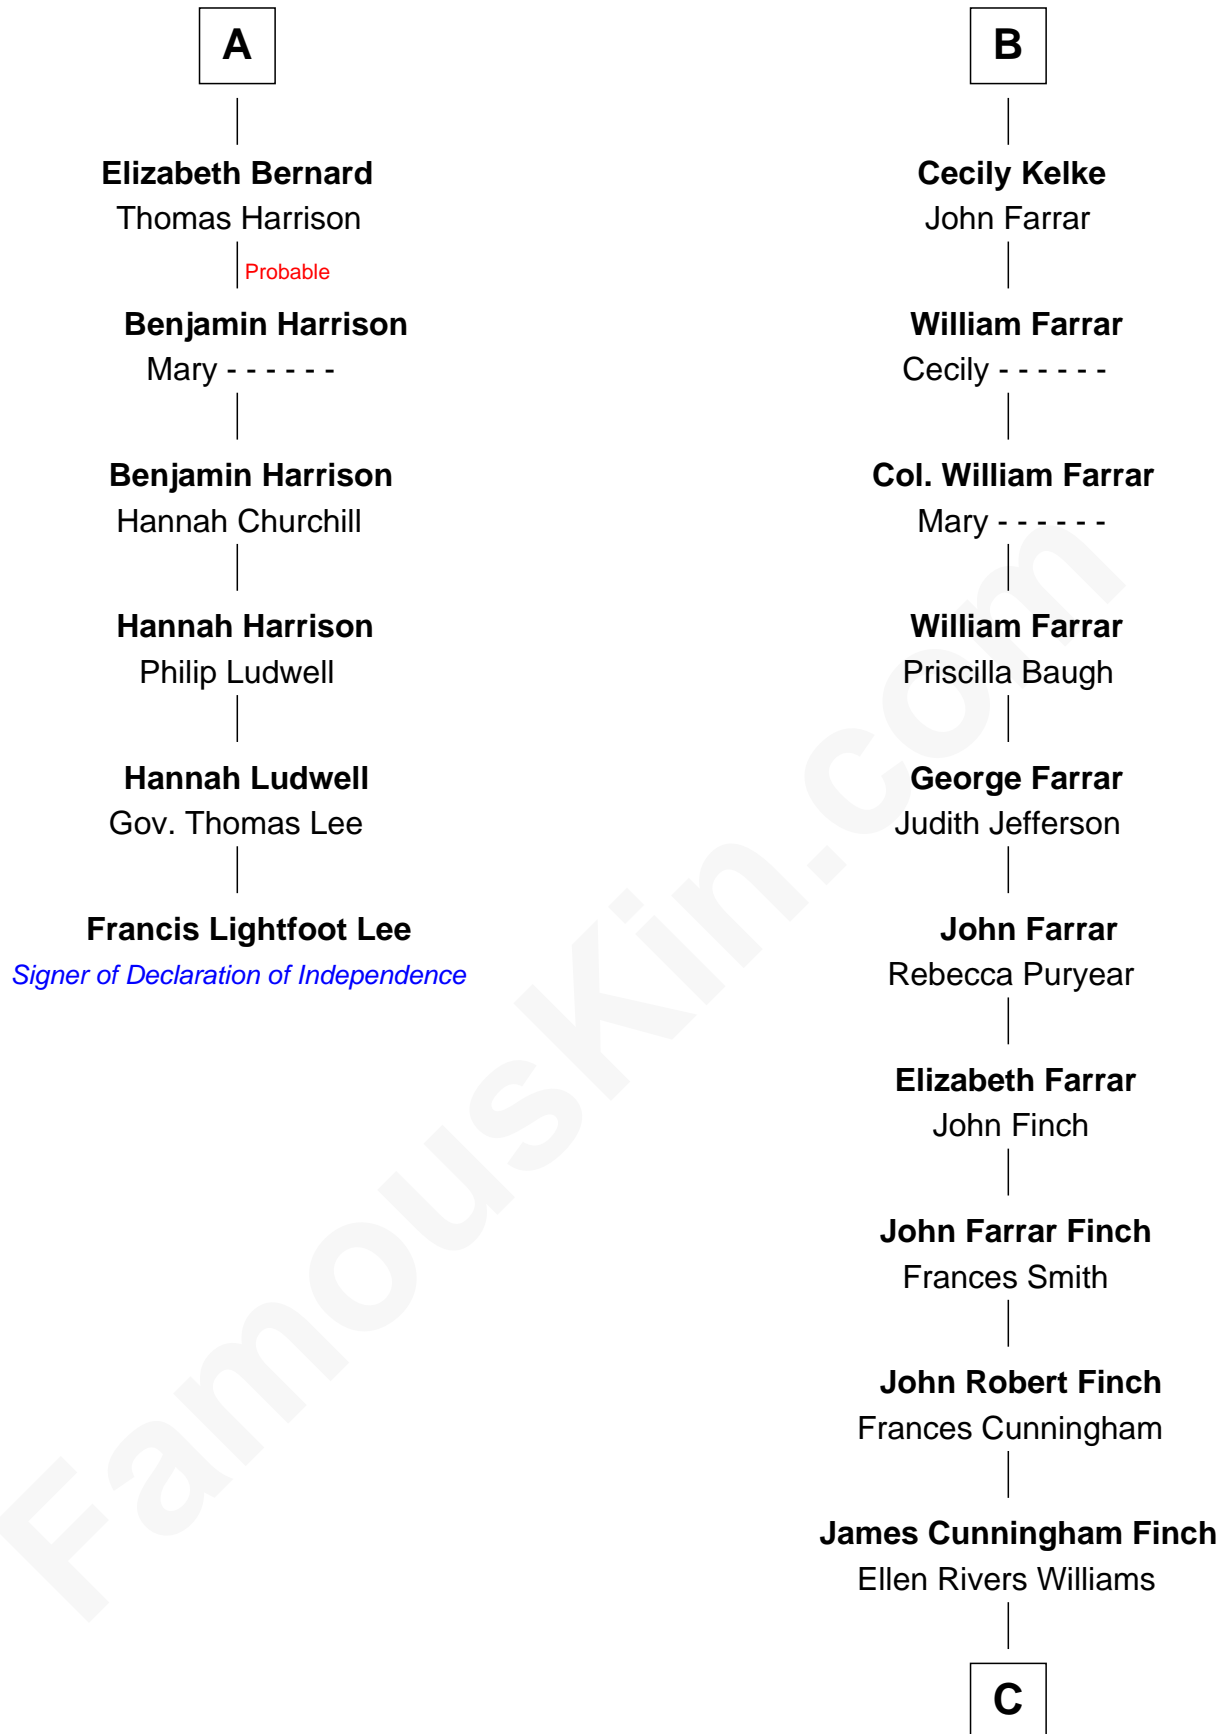 A
Elizabeth Bernard
Thomas Harrison
Probable
Benjamin Harrison
Mary - - - - - -
Benjamin Harrison
Hannah Churchill
Hannah Harrison
Philip Ludwell
Hannah Ludwell
Gov. Thomas Lee
Francis Lightfoot Lee
Signer of Declaration of Independence
B
Cecily Kelke
John Farrar
William Farrar
Cecily - - - - - -
Col. William Farrar
Mary - - - - - -
William Farrar
Priscilla Baugh
George Farrar
Judith Jefferson
John Farrar
Rebecca Puryear
Elizabeth Farrar
John Finch
John Farrar Finch
Frances Smith
John Robert Finch
Frances Cunningham
James Cunningham Finch
Ellen Rivers Williams
C
FamousKin.com